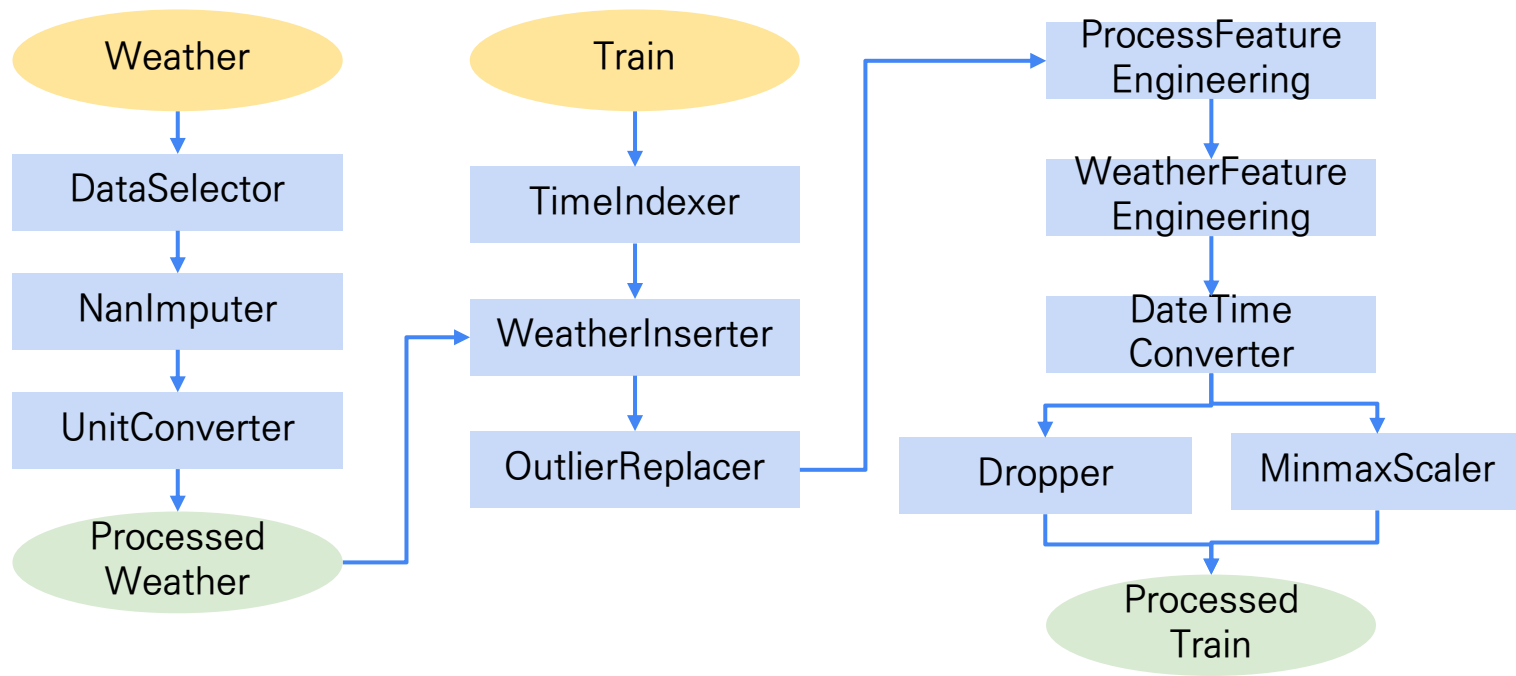 Weather
DataSelector
NanImputer
UnitConverter
Processed
Weather
Train
TimeIndexer
WeatherInserter
OutlierReplacer
ProcessFeature
Engineering
WeatherFeature
Engineering
DateTime
Converter
Dropper
MinmaxScaler
Processed
Train